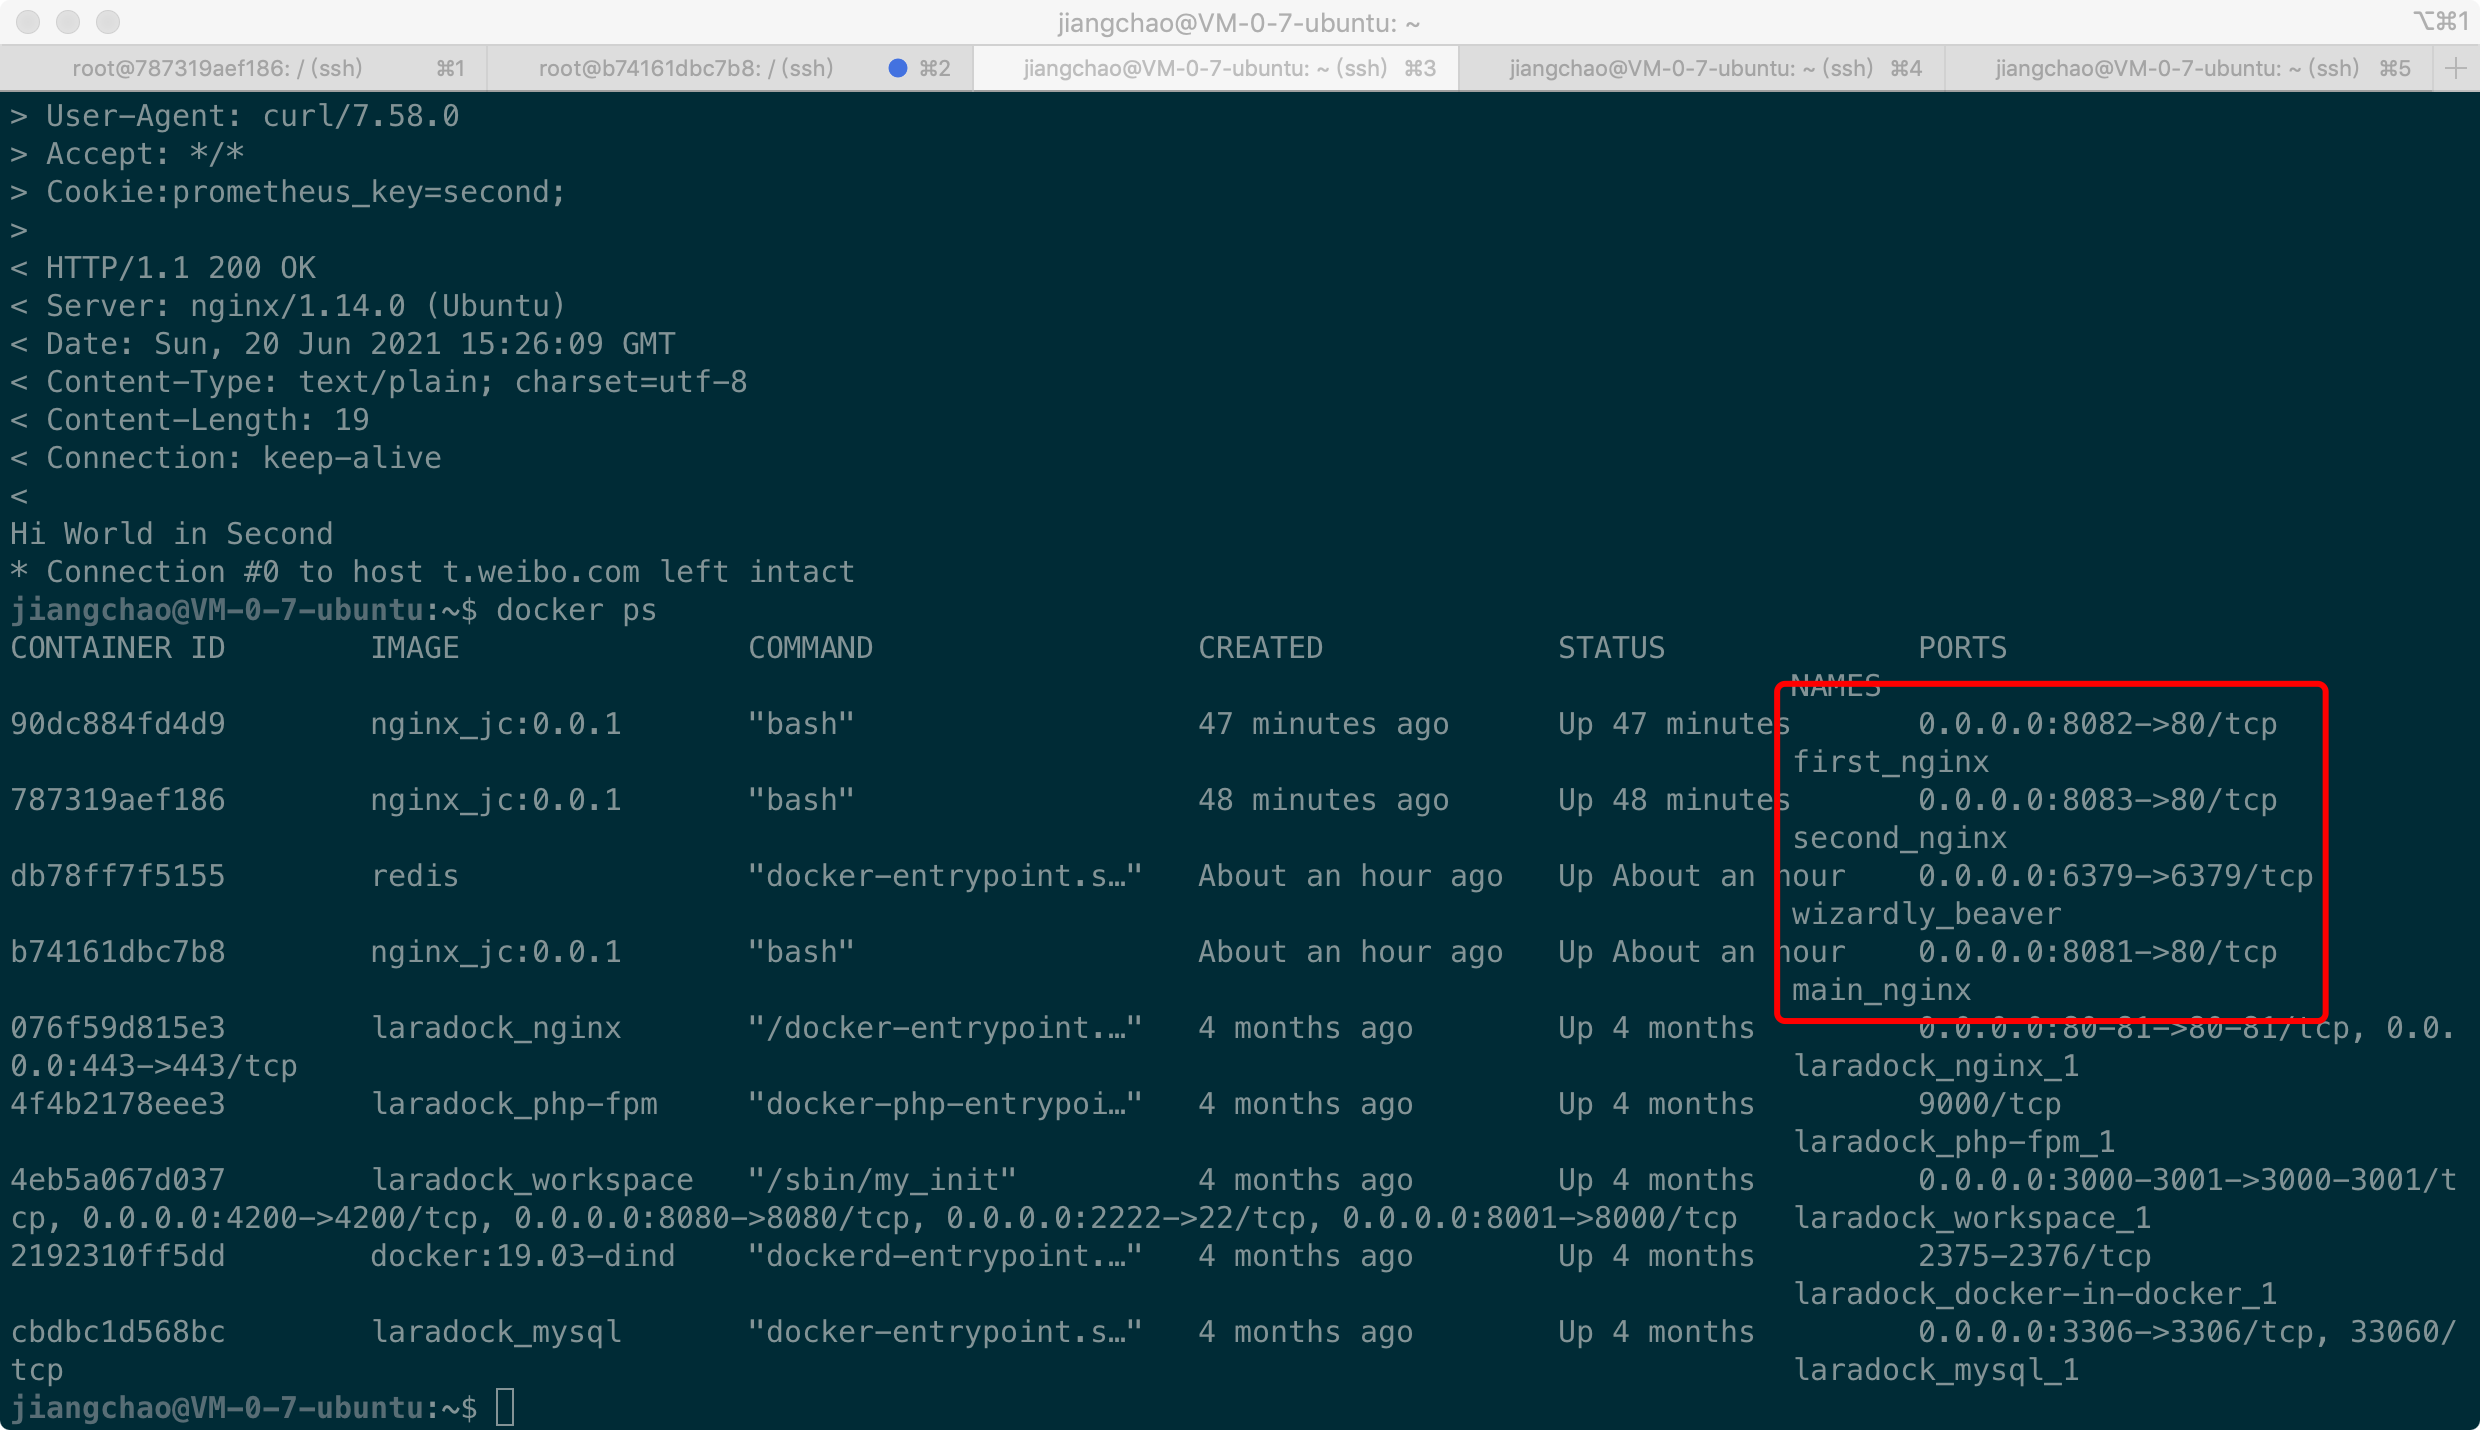 jiangchao@VM-0-7-ubuntu: ~ ⌥⌘1
root@787319aef186: / (ssh) ⌘1 root@b74161dbc7b8: / (ssh) ⌘2 jiangchao@VM-0-7-ubuntu: ~ (ssh) ⌘3 jiangchao@VM-0-7-ubuntu: ~ (ssh) ⌘4 jiangchao@VM-0-7-ubuntu: ~ (ssh) ⌘5 +
> User-Agent: curl/7.58.0
> Accept: */*
> Cookie:prometheus_key=second;
>
< HTTP/1.1 200 OK
< Server: nginx/1.14.0 (Ubuntu)
< Date: Sun, 20 Jun 2021 15:26:09 GMT
< Content-Type: text/plain; charset=utf-8
< Content-Length: 19
< Connection: keep-alive
<
Hi World in Second
* Connection #0 to host t.weibo.com left intact
jiangchao@VM-0-7-ubuntu:~$ docker ps
CONTAINER ID IMAGE COMMAND CREATED STATUS PORTS
NAMES
90dc884fd4d9 nginx_jc:0.0.1 "bash" 47 minutes ago Up 47 minutes 0.0.0.0:8082->80/tcp
first_nginx
787319aef186 nginx_jc:0.0.1 "bash" 48 minutes ago Up 48 minutes 0.0.0.0:8083->80/tcp
second_nginx
db78ff7f5155 redis "docker-entrypoint.s…" About an hour ago Up About an hour 0.0.0.0:6379->6379/tcp
wizardly_beaver
b74161dbc7b8 nginx_jc:0.0.1 "bash" About an hour ago Up About an hour 0.0.0.0:8081->80/tcp
main_nginx
076f59d815e3 laradock_nginx "/docker-entrypoint.…" 4 months ago Up 4 months 0.0.0.0:80-81->80-81/tcp, 0.0.
0.0:443->443/tcp laradock_nginx_1
4f4b2178eee3 laradock_php-fpm "docker-php-entrypoi…" 4 months ago Up 4 months 9000/tcp
laradock_php-fpm_1
4eb5a067d037 laradock_workspace "/sbin/my_init" 4 months ago Up 4 months 0.0.0.0:3000-3001->3000-3001/t
cp, 0.0.0.0:4200->4200/tcp, 0.0.0.0:8080->8080/tcp, 0.0.0.0:2222->22/tcp, 0.0.0.0:8001->8000/tcp laradock_workspace_1
2192310ff5dd docker:19.03-dind "dockerd-entrypoint.…" 4 months ago Up 4 months 2375-2376/tcp
laradock_docker-in-docker_1
cbdbc1d568bc laradock_mysql "docker-entrypoint.s…" 4 months ago Up 4 months 0.0.0.0:3306->3306/tcp, 33060/
tcp laradock_mysql_1
jiangchao@VM-0-7-ubuntu:~$